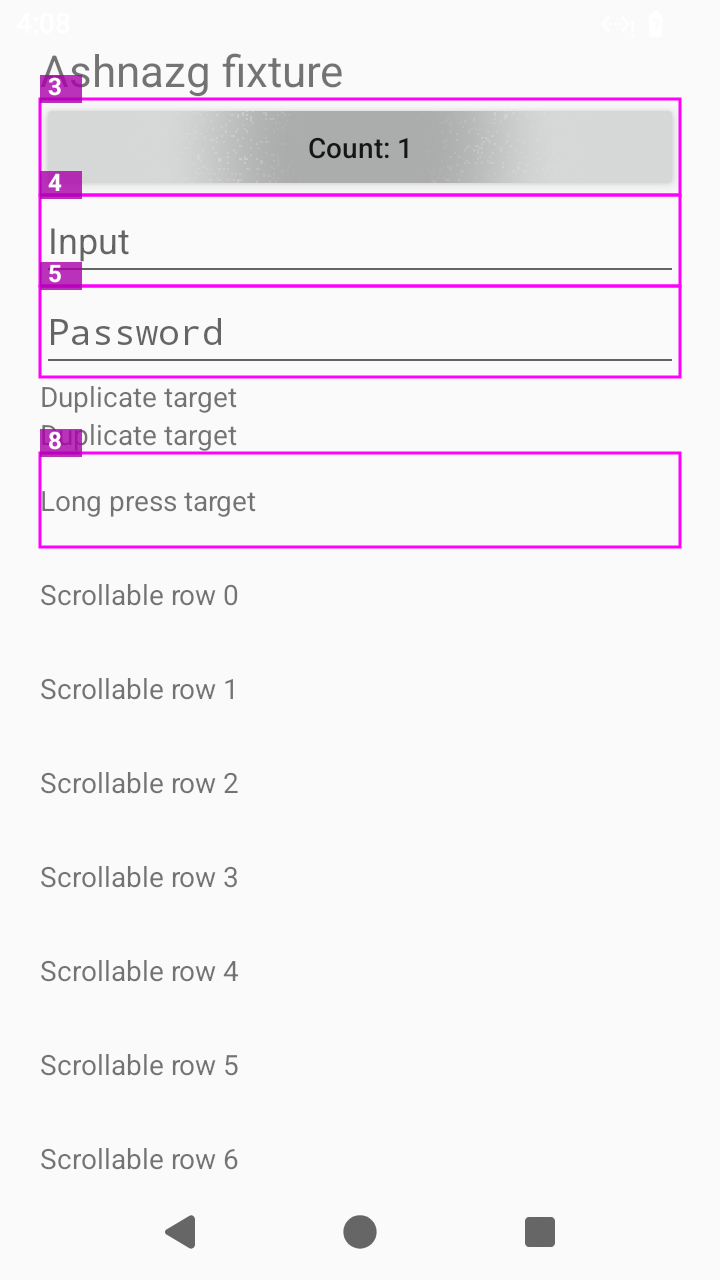 4:08
Ashnazg fixture
3
Count: 1
4
Input
5
Password
Duplicate target
Duplicate target
8
Long press target
Scrollable row 0
Scrollable row 1
Scrollable row 2
Scrollable row 3
Scrollable row 4
Scrollable row 5
Scrollable row 6